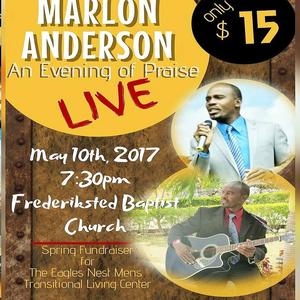 MARLON
ANDERSON
only
$ 15
An Evening of Praise
LIVE
May 10th, 2017
7:30pm
Frederiksted Baptist
Church
Spring Fundraiser
for
The Eagles Nest Mens
Transitional Living Center